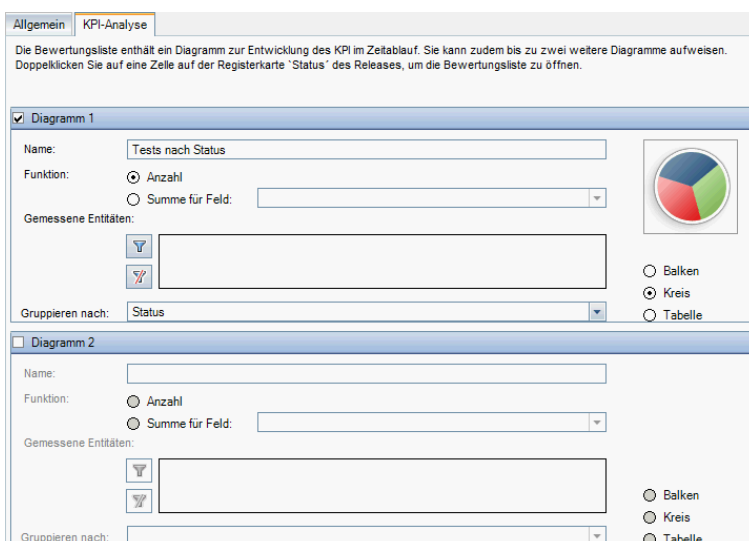 Allgemein KPI-Analyse
Die Bewertungsliste enthält ein Diagramm zur Entwicklung des KPI im Zeitablauf. Sie kann zudem bis zu zwei weitere Diagramme aufweisen.
Doppelklicken Sie auf eine Zelle auf der Registerkarte `Status´ des Releases, um die Bewertungsliste zu öffnen.
Diagramm 1
Name: Tests nach Status
Funktion: Anzahl
Summe für Feld:
Gemessene Entitäten:
Balken
Kreis
Gruppieren nach: Status Tabelle
Diagramm 2
Name:
Funktion: Anzahl
Summe für Feld:
Gemessene Entitäten:
Balken
Kreis
Gruppieren nach: Tabelle